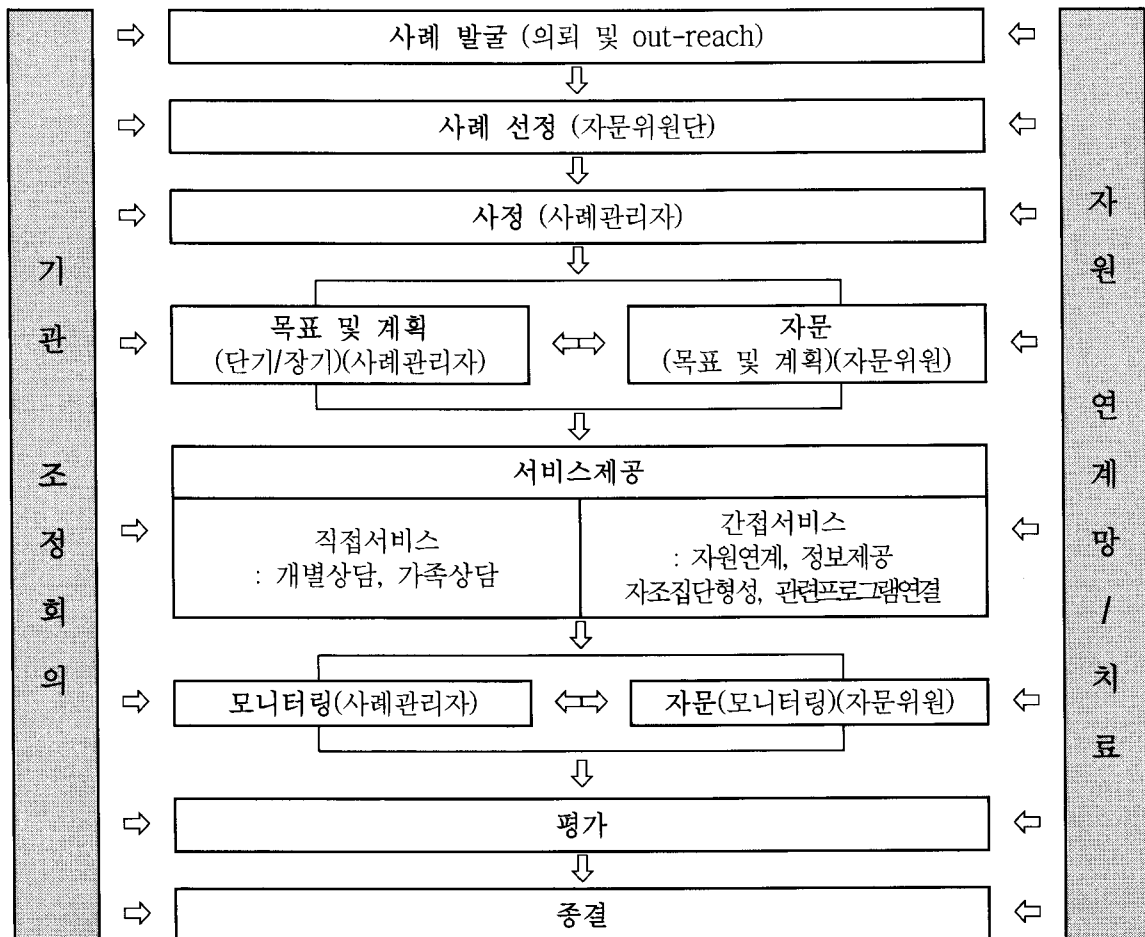 사례 발굴 (의뢰 및 out-reach)
사례 선정 (자문위원단)
사정 (사례관리자)
목표 및 계획
(단기/장기)(사례관리자)
자문
(목표 및 계획)(자문위원)
서비스제공
직접서비스
: 개별상담, 가족상담
간접서비스
: 자원연계, 정보제공
자조집단형성, 관련프로그램연결
모니터링(사례관리자)
자문(모니터링)(자문위원)
평가
종결
기관 조정회의
자원 연계망/치료